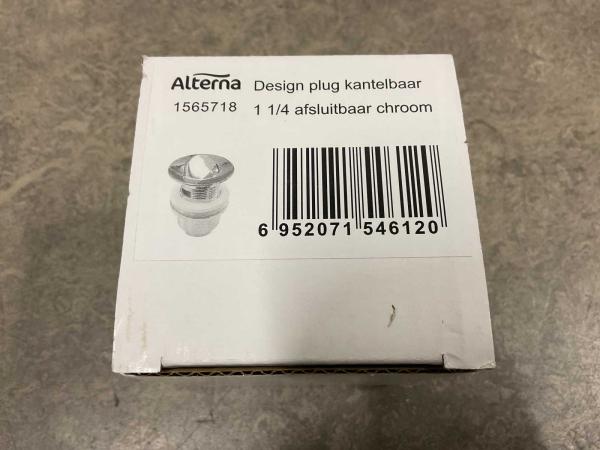 Alterna Design plug kantelbaar
1565718 1 1/4 afsluitbaar chroom
6 952071 546120